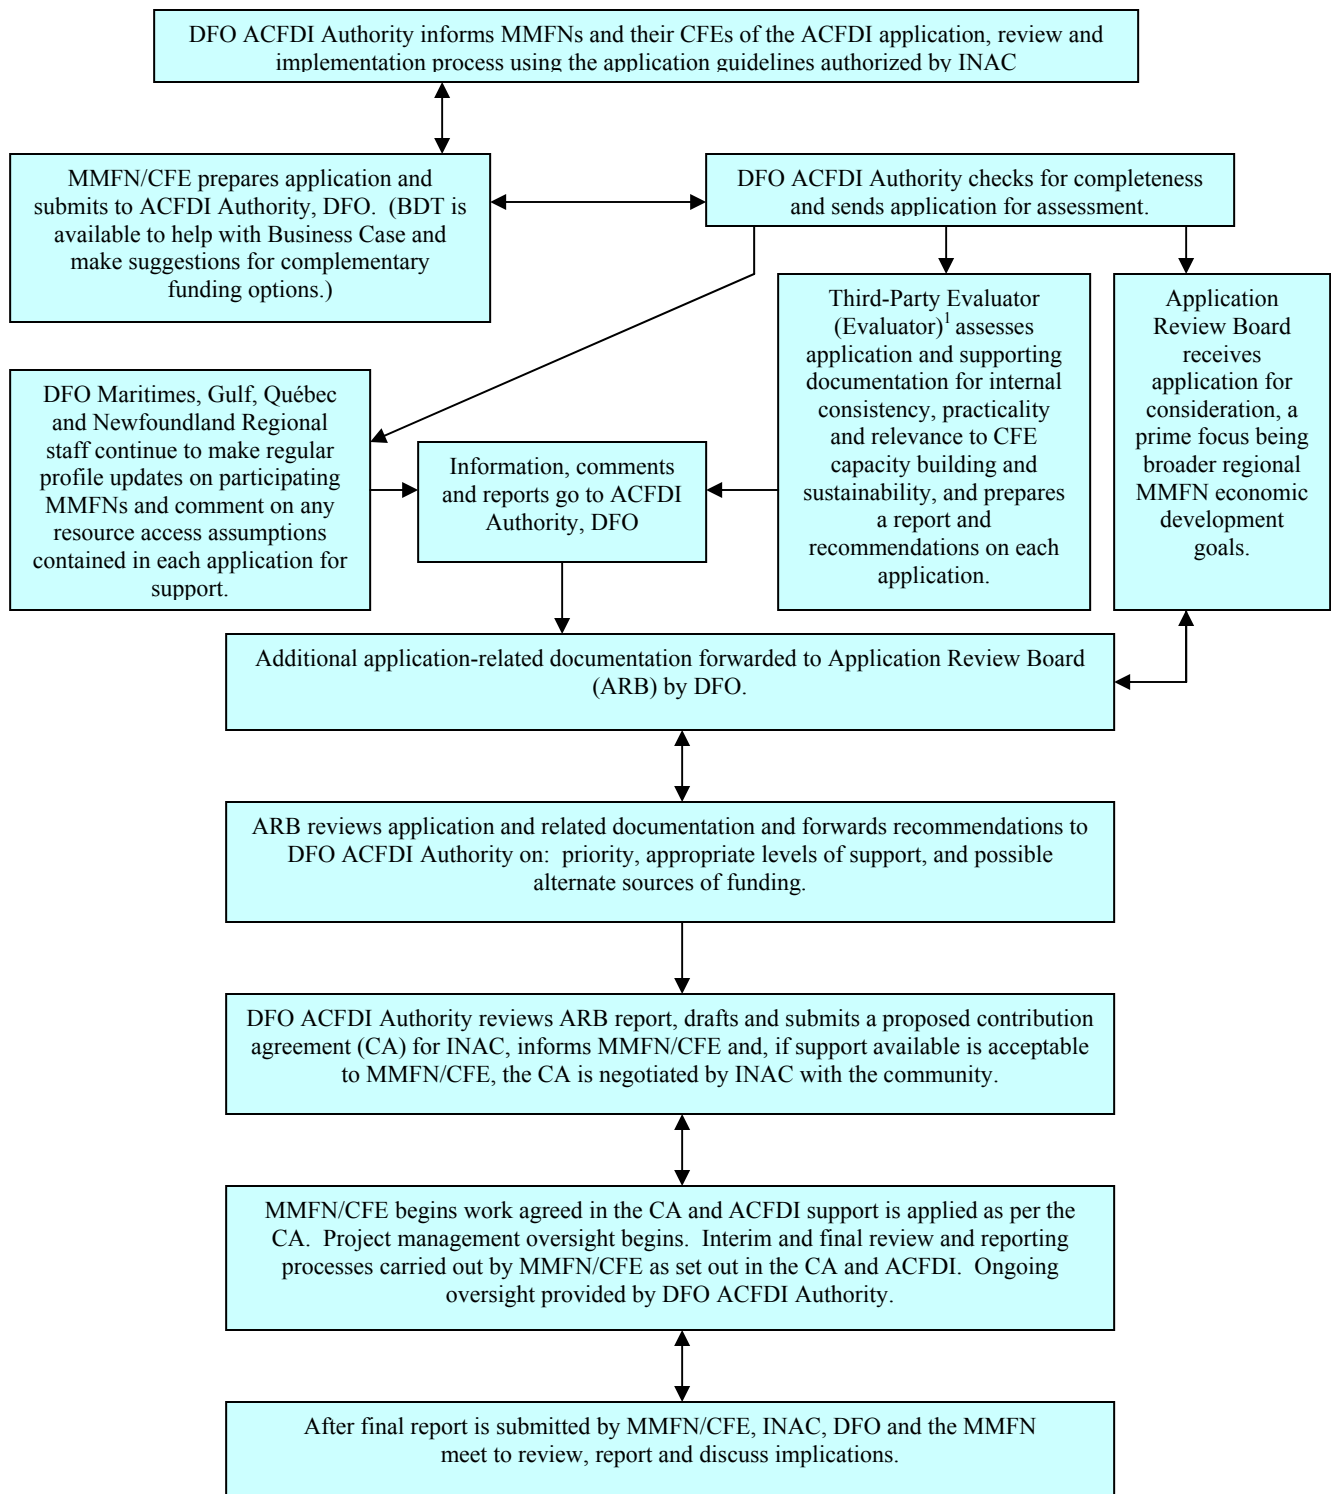 DFO ACFDI Authority informs MMFNs and their CFEs of the ACFDI application, review and
implementation process using the application guidelines authorized by INAC
MMFN/CFE prepares application and
submits to ACFDI Authority, DFO.  (BDT is
available to help with Business Case and
make suggestions for complementary
funding options.)
DFO ACFDI Authority checks for completeness
and sends application for assessment.
DFO Maritimes, Gulf, Québec
and Newfoundland Regional
staff continue to make regular
profile updates on participating
MMFNs and comment on any
resource access assumptions
contained in each application for
support.
Information, comments
and reports go to ACFDI
Authority, DFO
Third-Party Evaluator
(Evaluator)1 assesses
application and supporting
documentation for internal
consistency, practicality
and relevance to CFE
capacity building and
sustainability, and prepares
a report and
recommendations on each
application.
Application
Review Board
receives
application for
consideration, a
prime focus being
broader regional
MMFN economic
development
goals.
Additional application-related documentation forwarded to Application Review Board
(ARB) by DFO.
ARB reviews application and related documentation and forwards recommendations to
DFO ACFDI Authority on:  priority, appropriate levels of support, and possible
alternate sources of funding.
DFO ACFDI Authority reviews ARB report, drafts and submits a proposed contribution
agreement (CA) for INAC, informs MMFN/CFE and, if support available is acceptable
to MMFN/CFE, the CA is negotiated by INAC with the community.
MMFN/CFE begins work agreed in the CA and ACFDI support is applied as per the
CA.  Project management oversight begins.  Interim and final review and reporting
processes carried out by MMFN/CFE as set out in the CA and ACFDI.  Ongoing
oversight provided by DFO ACFDI Authority.
After final report is submitted by MMFN/CFE, INAC, DFO and the MMFN
meet to review, report and discuss implications.